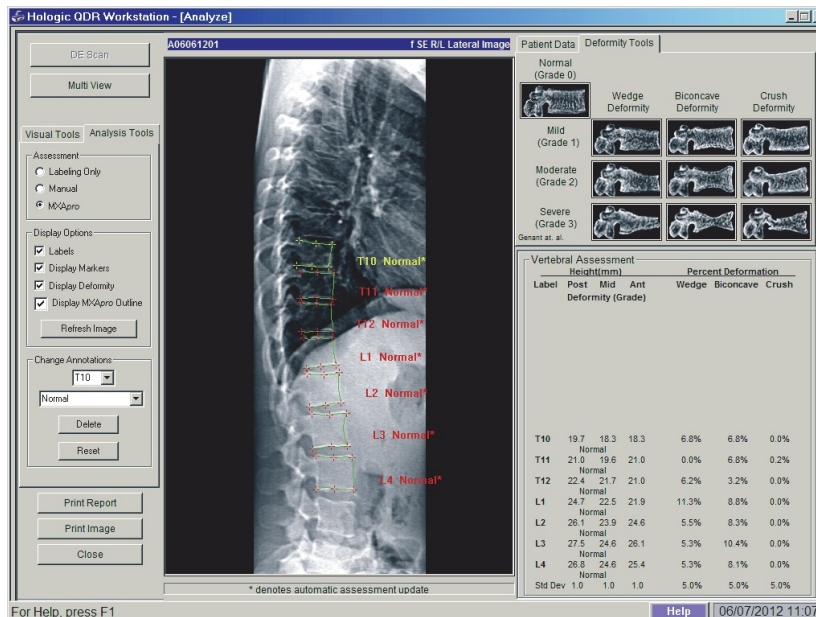 Hologic QDR Workstation - [Analyze]
DE Scan
Multi View
Visual Tools Analysis Tools
Assessment
Labeling Only
Manual
MXApro
Display Options
Labels
Display Markers
Display Deformity
Display MXApro Outline
Refresh Image
Change Annotations
T10
Normal
Delete
Reset
Print Report
Print Image
Close
A06061201 f SE R/L Lateral Image
T10 Normal*
T11 Normal*
T12 Normal*
L1 Normal*
L2 Normal*
L3 Normal*
L4 Normal*
* denotes automatic assessment update
Patient Data Deformity Tools
Normal
(Grade 0)
Wedge Biconcave Crush
Deformity Deformity Deformity
Mild
(Grade 1)
Moderate
(Grade 2)
Severe
(Grade 3)
Genant at. al.
Vertebral Assessment
Height(mm) Percent Deformation
Label Post Mid Ant Wedge Biconcave Crush
Deformity (Grade)
T10 19.7 18.3 18.3 6.8% 6.8% 0.0%
Normal
T11 21.0 19.6 21.0 0.0% 6.8% 0.2%
Normal
T12 22.4 21.7 21.0 6.2% 3.2% 0.0%
Normal
L1 24.7 22.5 21.9 11.3% 8.8% 0.0%
Normal
L2 26.1 23.9 24.6 5.5% 8.3% 0.0%
Normal
L3 27.5 24.6 26.1 5.3% 10.4% 0.0%
Normal
L4 26.8 24.6 25.4 5.3% 8.1% 0.0%
Normal
Std Dev 1.0 1.0 1.0 5.0% 5.0% 5.0%
For Help, press F1
Help
06/07/2012 11:07